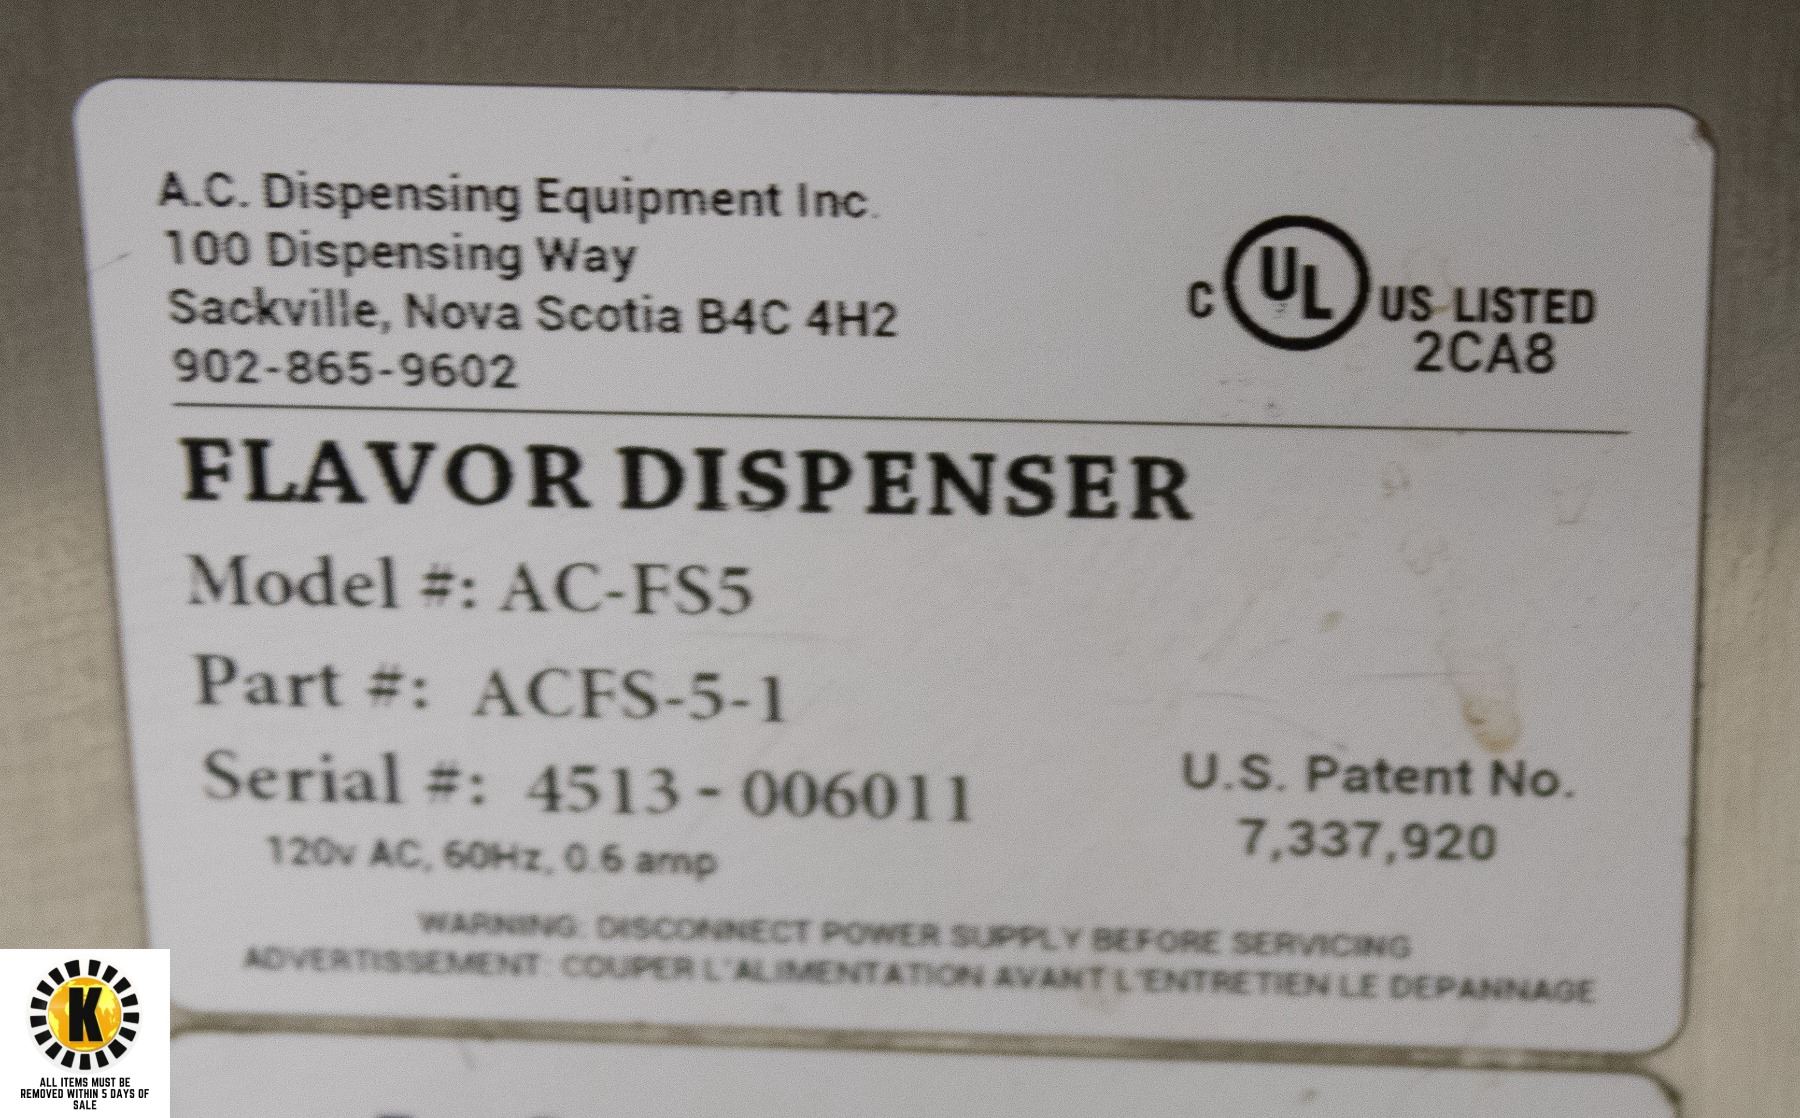 A.C. Dispensing Equipment Inc.
100 Dispensing Way
Sackville, Nova Scotia B4C 4H2
902-865-9602
C UL US LISTED
2CA8
FLAVOR DISPENSER
Model #: AC-FS5
Part #: ACFS-5-1
Serial #: 4513 - 006011
120v AC, 60Hz, 0.6 amp
U.S. Patent No.
7,337,920
WARNING: DISCONNECT POWER SUPPLY BEFORE SERVICING
ADVERTISSEMENT: COUPER L'ALIMENTATION AVANT L'ENTRETIEN LE DEPANNAGE
K
ALL ITEMS MUST BE
REMOVED WITHIN 5 DAYS OF
SALE